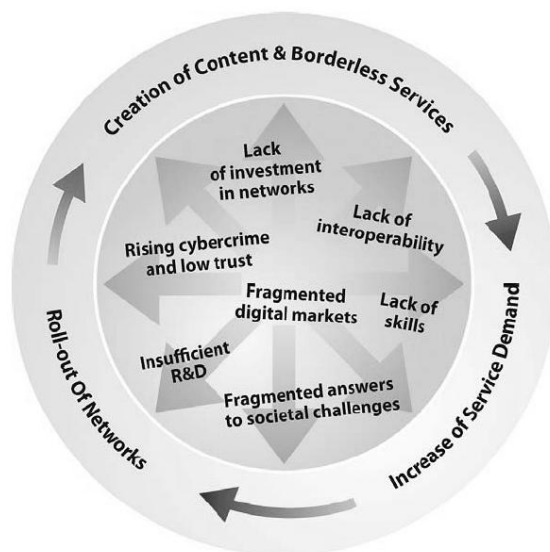 Creation of Content & Borderless Services
Lack
of investment
in networks
Lack of
interoperability
Rising cybercrime
and low trust
Fragmented
digital markets
Lack of
skills
Insufficient
R&D
Fragmented answers
to societal challenges
Increase of Service Demand
Roll-out Of Networks